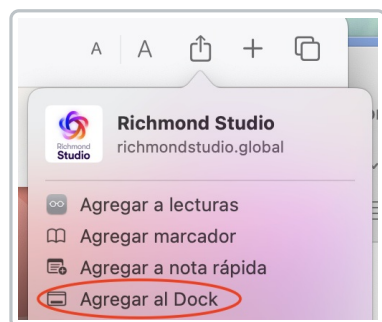 A A
Richmond Studio
richmondstudio.global
Richmond
Studio
Agregar a lecturas
Agregar marcador
Agregar a nota rápida
Agregar al Dock